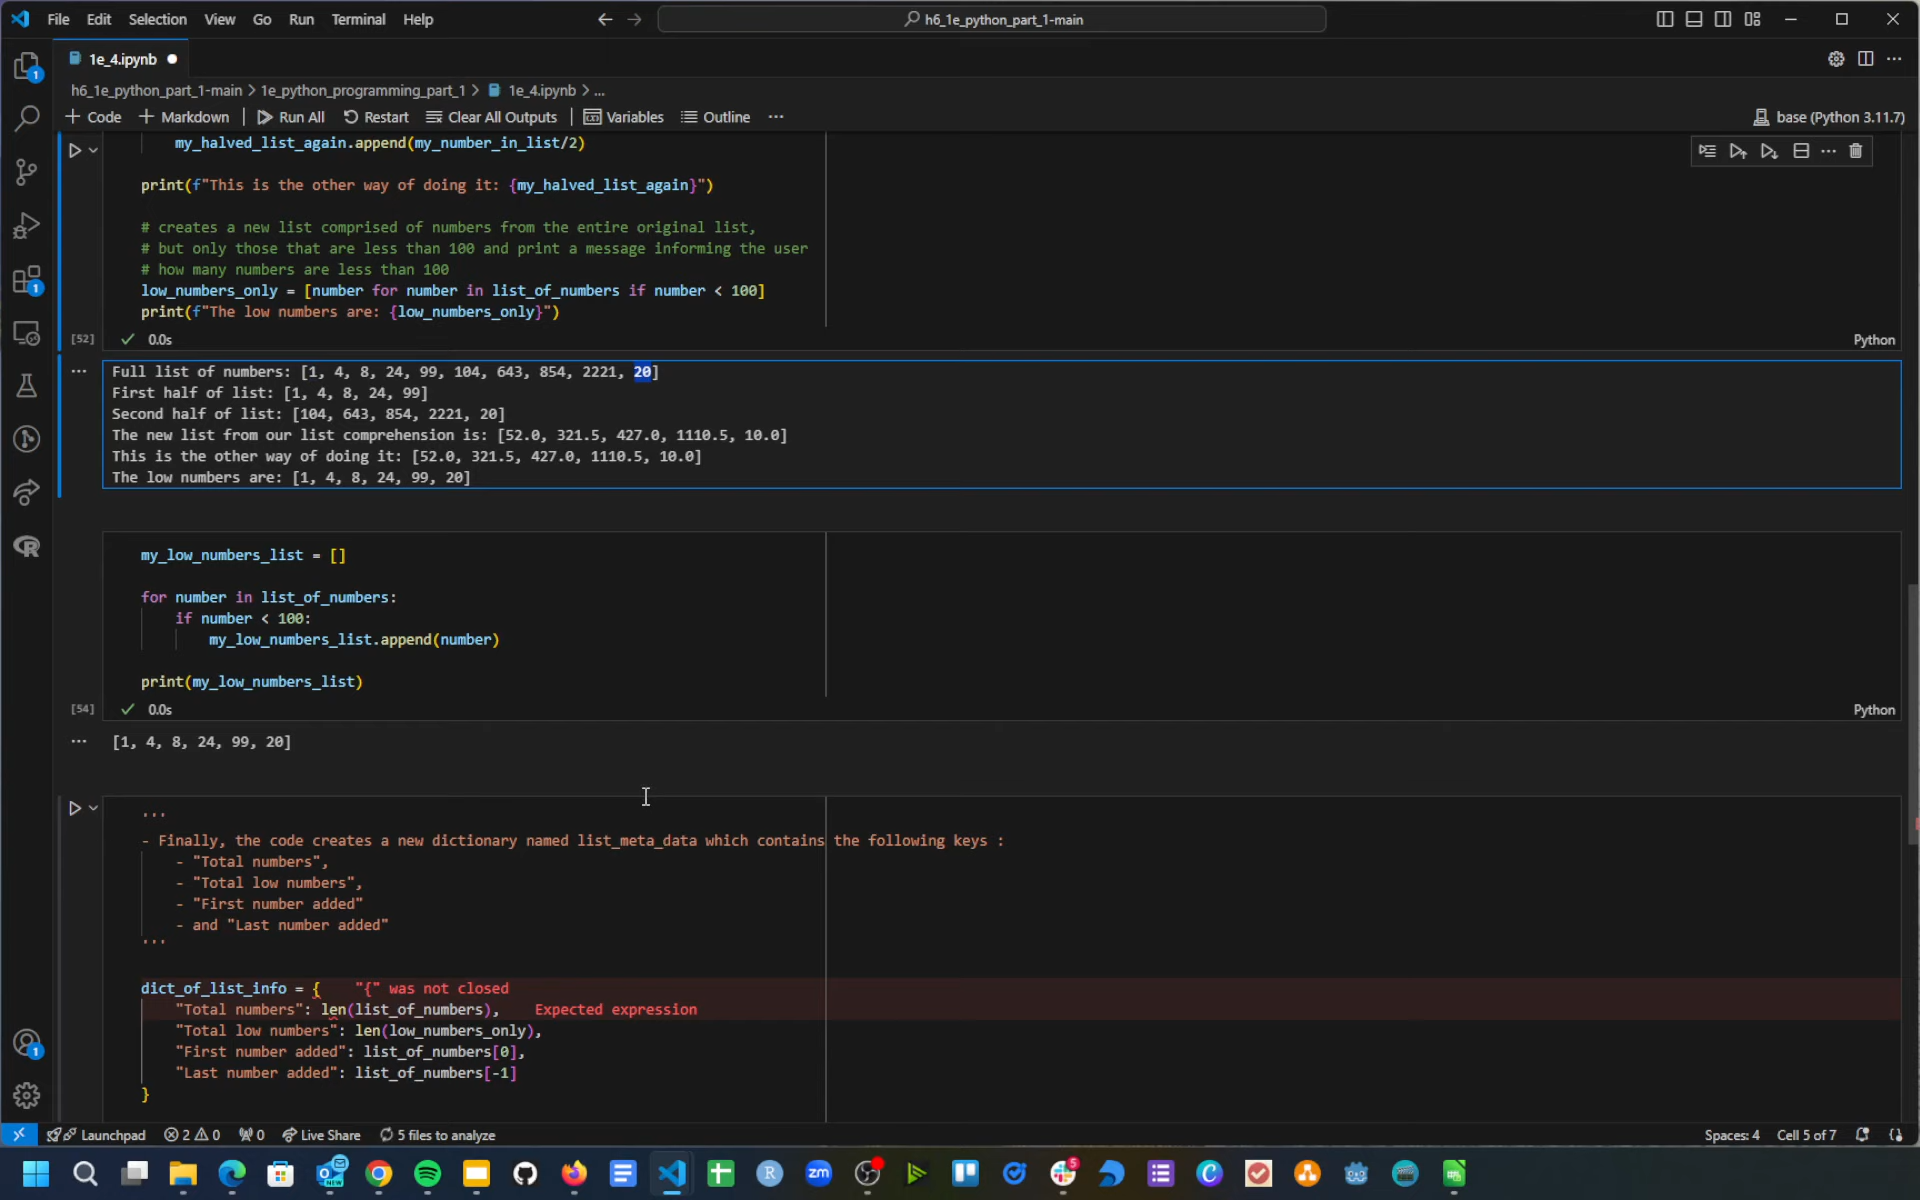 File Edit Selection View Go Run Terminal Help
h6_1e_python_part_1-main
1e_4.ipynb
h6_1e_python_part_1-main > 1e_python_programming_part_1 > 1e_4.ipynb > ...
+ Code + Markdown Run All Restart Clear All Outputs Variables Outline ... base (Python 3.11.7)
my_halved_list_again.append(my_number_in_list/2)
print(f"This is the other way of doing it: {my_halved_list_again}")
# creates a new list comprised of numbers from the entire original list,
# but only those that are less than 100 and print a message informing the user
# how many numbers are less than 100
low_numbers_only = [number for number in list_of_numbers if number < 100]
print(f"The low numbers are: {low_numbers_only}")
[52] 0.0s Python
Full list of numbers: [1, 4, 8, 24, 99, 104, 643, 854, 2221, 20]
First half of list: [1, 4, 8, 24, 99]
Second half of list: [104, 643, 854, 2221, 20]
The new list from our list comprehension is: [52.0, 321.5, 427.0, 1110.5, 10.0]
This is the other way of doing it: [52.0, 321.5, 427.0, 1110.5, 10.0]
The low numbers are: [1, 4, 8, 24, 99, 20]
my_low_numbers_list = []
for number in list_of_numbers:
if number < 100:
my_low_numbers_list.append(number)
print(my_low_numbers_list)
[54] 0.0s Python
[1, 4, 8, 24, 99, 20]
'''
- Finally, the code creates a new dictionary named list_meta_data which contains the following keys :
- "Total numbers",
- "Total low numbers",
- "First number added"
- and "Last number added"
'''
dict_of_list_info = { "{" was not closed
"Total numbers": len(list_of_numbers), Expected expression
"Total low numbers": len(low_numbers_only),
"First number added": list_of_numbers[0],
"Last number added": list_of_numbers[-1]
}
Launchpad 2 0 0 Live Share 5 files to analyze Spaces: 4 Cell 5 of 7